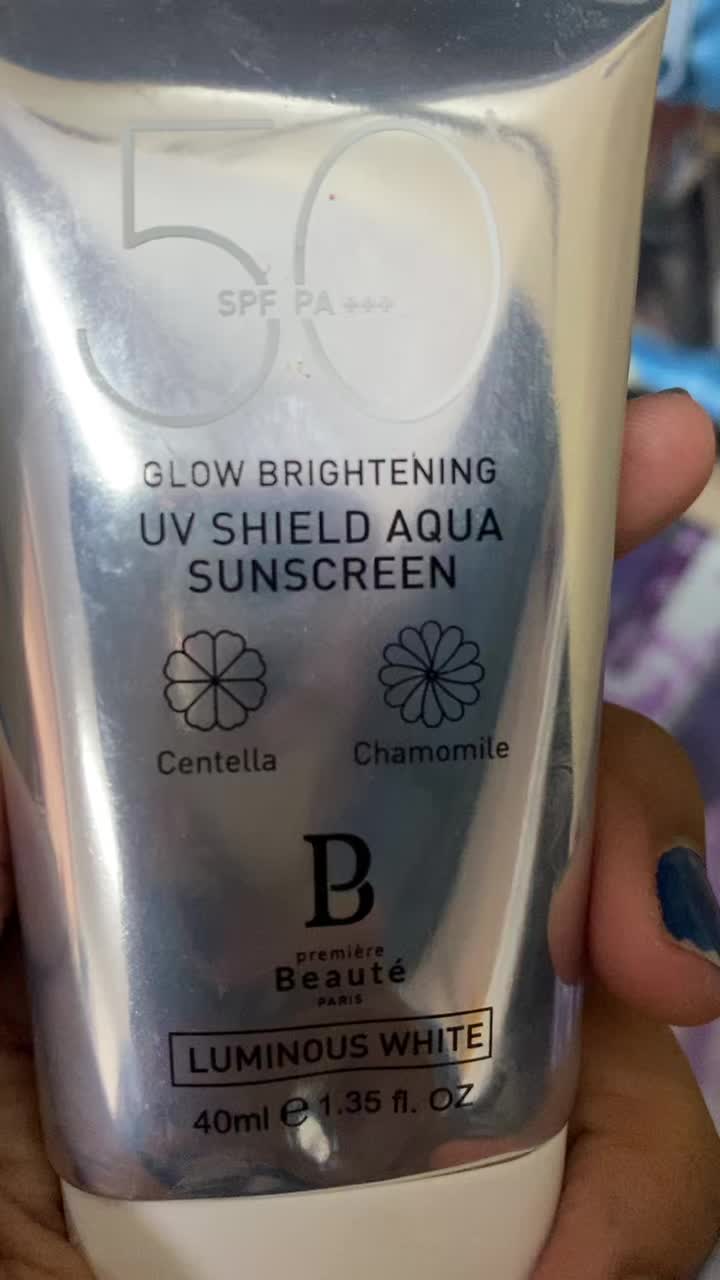 50
SPF PA +++
GLOW BRIGHTENING
UV SHIELD AQUA
SUNSCREEN
Centella
Chamomile
B
première
Beauté
PARIS
LUMINOUS WHITE
40ml e 1.35 fl. OZ